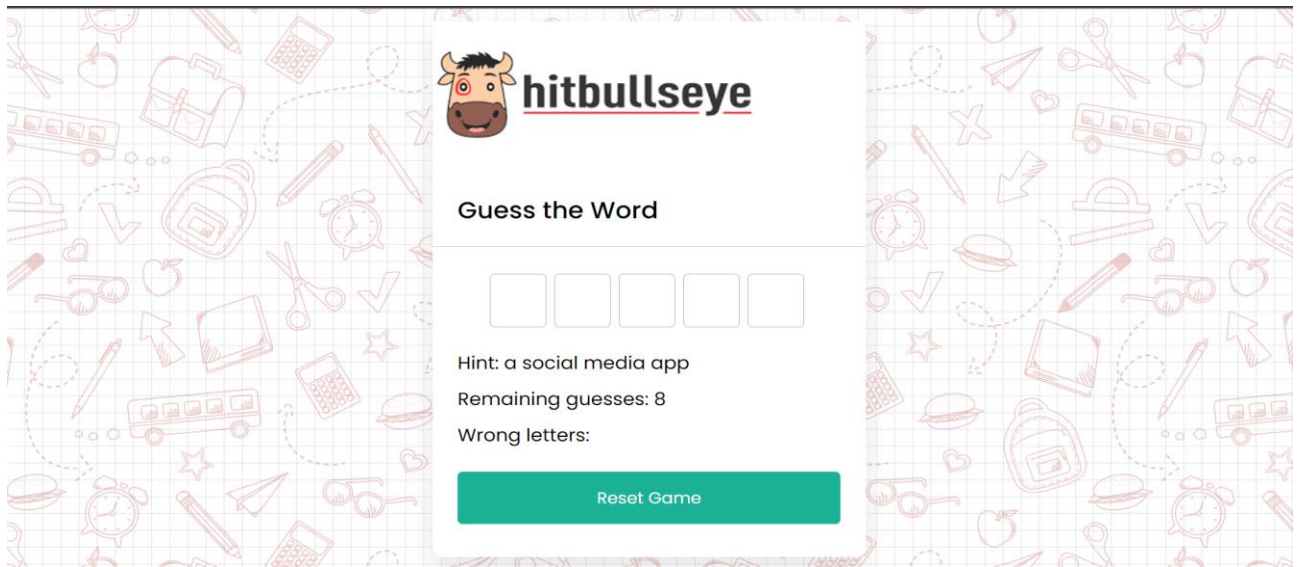 hitbullseye
Guess the Word
Hint: a social media app
Remaining guesses: 8
Wrong letters:
Reset Game